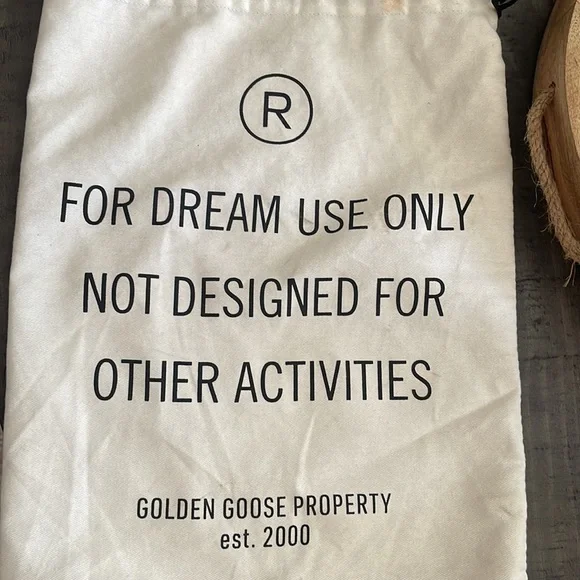 R
FOR DREAM USE ONLY
NOT DESIGNED FOR
OTHER ACTIVITIES
GOLDEN GOOSE PROPERTY
est. 2000